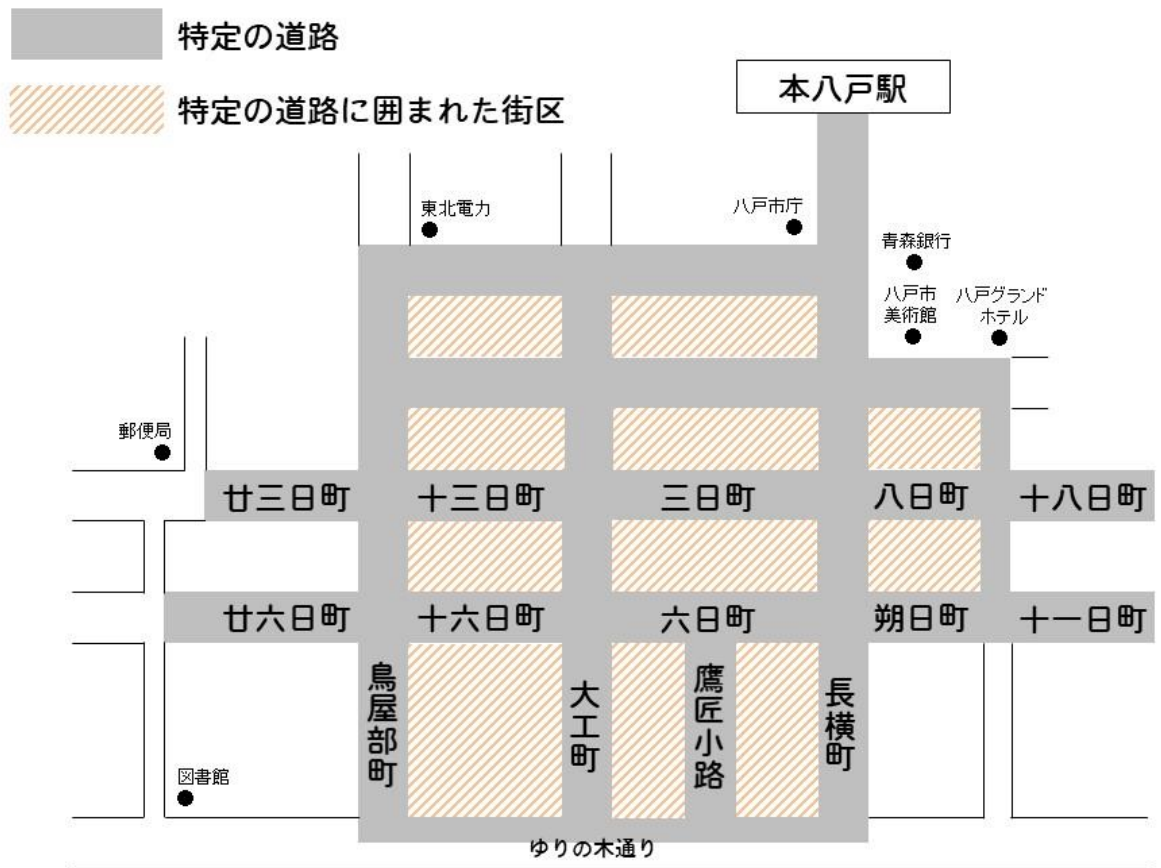 特定の道路
特定の道路に囲まれた街区
本八戸駅
東北電力
八戸市庁
青森銀行
八戸市
美術館
八戸グランド
ホテル
郵便局
廿三日町
十三日町
三日町
八日町
十八日町
廿六日町
十六日町
六日町
朔日町
十一日町
鳥屋部町
大工町
鷹匠小路
長横町
図書館
ゆりの木通り